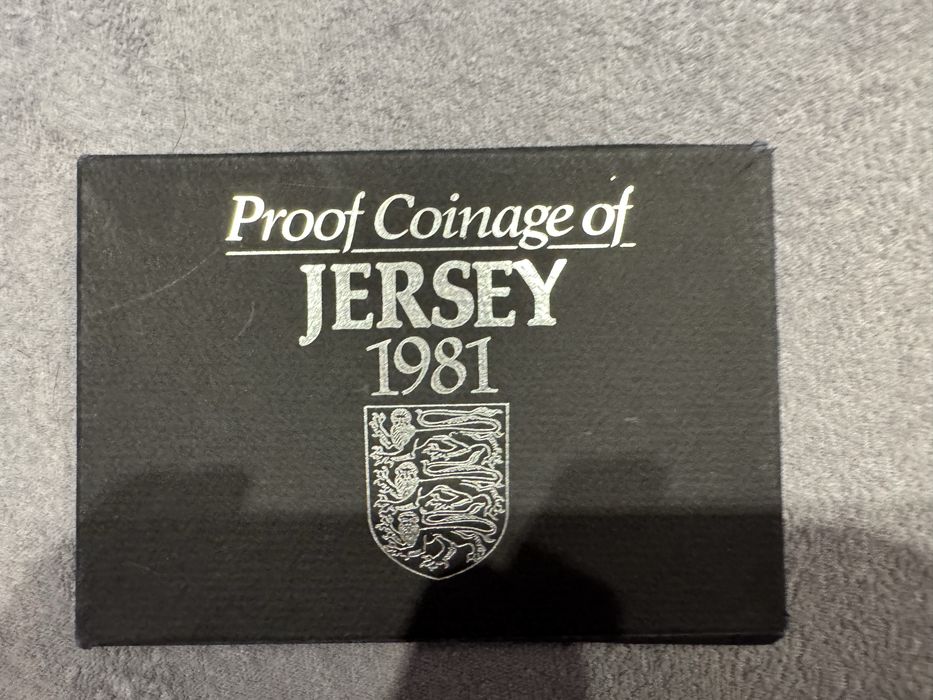 Proof Coinage of
JERSEY
1981